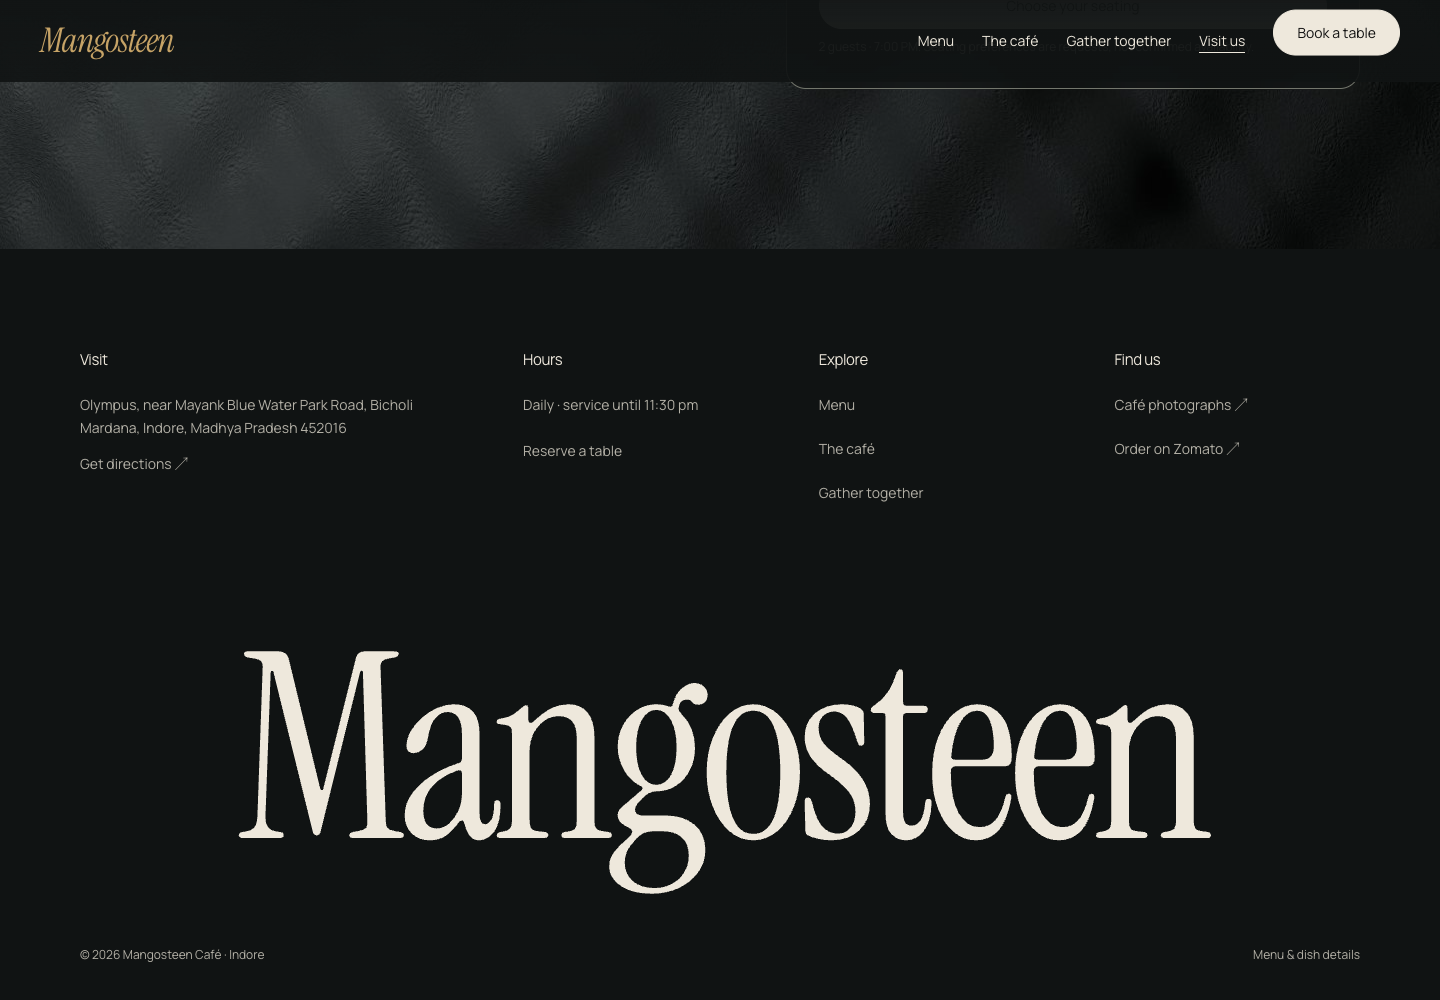 Mangosteen
Menu
The café
Gather together
Visit us
Book a table
Visit
Olympus, near Mayank Blue Water Park Road, Bicholi
Mardana, Indore, Madhya Pradesh 452016
Get directions ↗
Hours
Daily · service until 11:30 pm
Reserve a table
Explore
Menu
The café
Gather together
Find us
Café photographs ↗
Order on Zomato ↗
Mangosteen
© 2026 Mangosteen Café · Indore
Menu & dish details